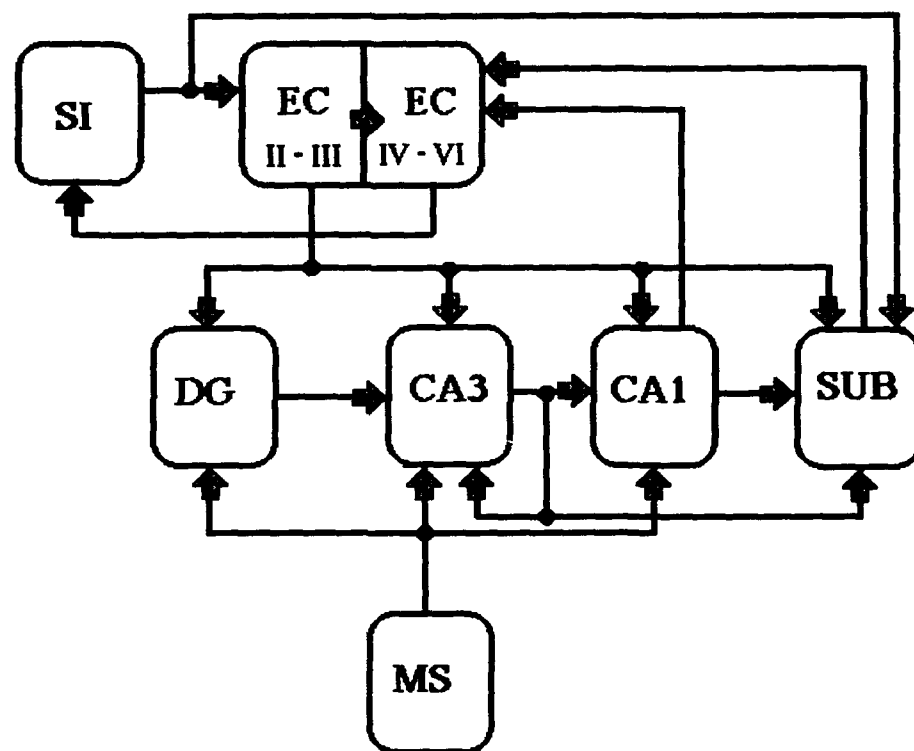 SI
EC
II - III
EC
IV - VI
DG
CA3
CA1
SUB
MS